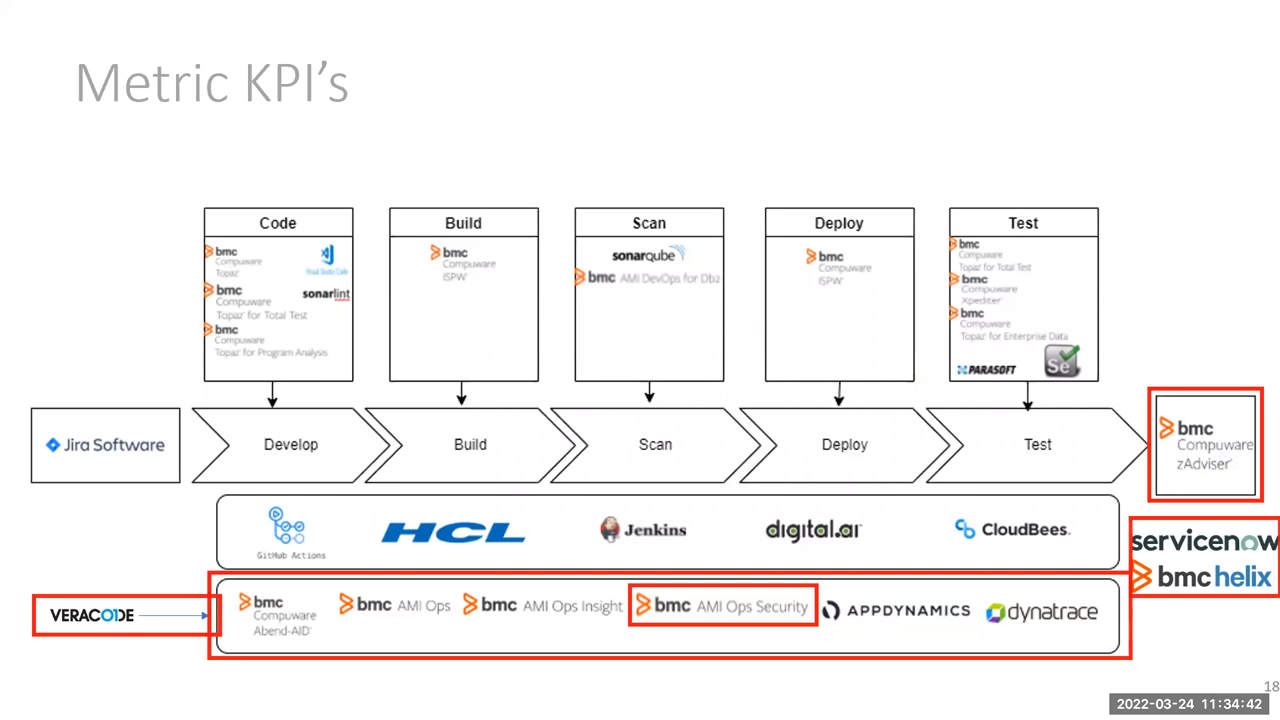 Metric KPI's
Code
bmc
Compuware
Topaz
Visual Studio Code
bmc
Compuware
Topaz for Total Test
sonarlint
bmc
Compuware
Topaz for Program Analysis
Build
bmc
Compuware
ISPW
Scan
sonarqube
bmc AMI DevOps for Db2
Deploy
bmc
Compuware
ISPW
Test
bmc
Compuware
Topaz for Total Test
bmc
Compuware
Xpediter
bmc
Compuware
Topaz for Enterprise Data
PARASOFT
Se
Jira Software
Develop
Build
Scan
Deploy
Test
bmc
Compuware
zAdviser
GitHub Actions
HCL
Jenkins
digital.ai
CloudBees.
servicenow
bmc helix
VERACODE
bmc
Compuware
Abend-AID
bmc AMI Ops
bmc AMI Ops Insight
bmc AMI Ops Security
APPDYNAMICS
dynatrace
18
2022-03-24 11:34:42